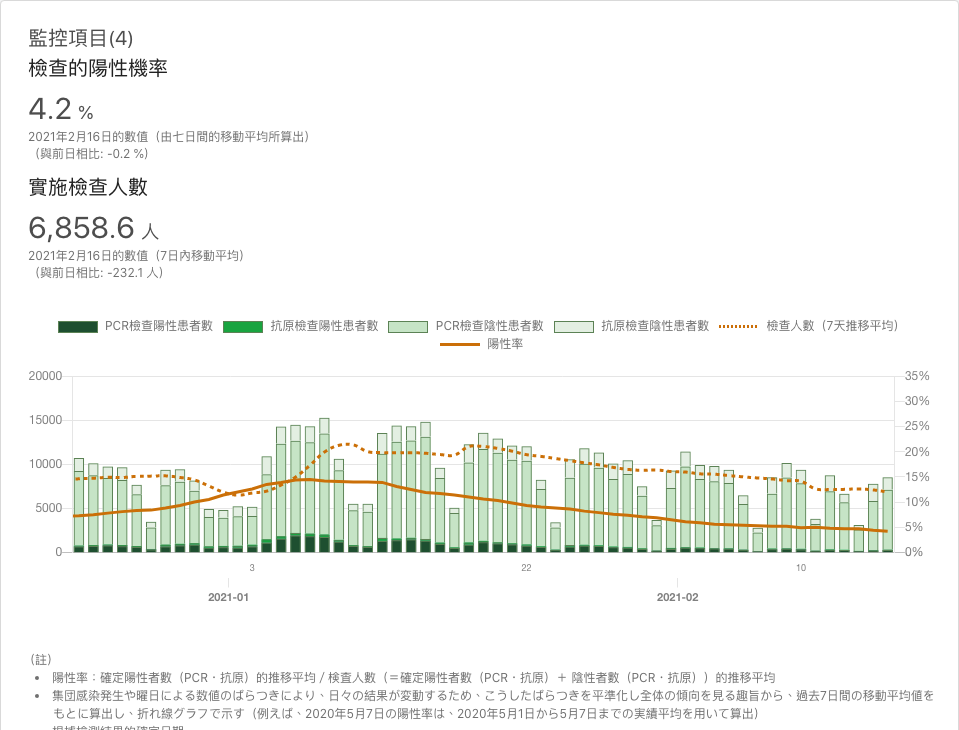 監控項目(4)
檢查的陽性機率
4.2 %
2021年2月16日的數值（由七日間的移動平均所算出）
（與前日相比: -0.2 %）
實施檢查人數
6,858.6 人
2021年2月16日的數值（7日內移動平均）
（與前日相比: -232.1 人）
PCR檢查陽性患者數 抗原檢查陽性患者數 PCR檢查陰性患者數 抗原檢查陰性患者數 檢查人數（7天推移平均）
陽性率
20000 35%
30%
15000 25%
20%
10000 15%
10%
5000 5%
0 0%
3 22 10
2021-01 2021-02
（註）
• 陽性率：確定陽性者數（PCR・抗原）的推移平均 / 検査人數（＝確定陽性者數（PCR・抗原）＋ 陰性者數（PCR・抗原））的推移平均
• 集団感染発生や曜日による数値のばらつきにより、日々の結果が変動するため、こうしたばらつきを平準化し全体の傾向を見る趣旨から、過去7日間の移動平均値を
もとに算出し、折れ線グラフで示す（例えば、2020年5月7日の陽性率は、2020年5月1日から5月7日までの実績平均を用いて算出）